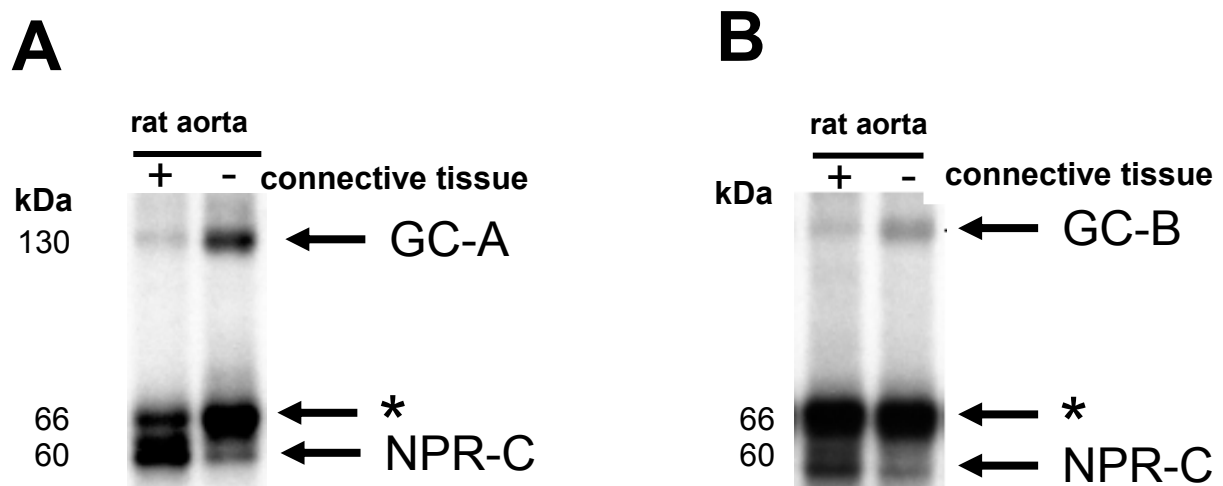 A
rat aorta
+ - connective tissue
kDa
130 GC-A
66 *
60 NPR-C
B
rat aorta
+ - connective tissue
kDa
GC-B
66 *
60 NPR-C